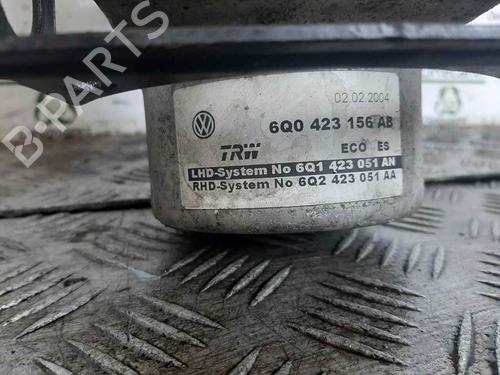 B-PARTS
02.02.2004
6Q0 423 156 AB
TRW
ECO ES
LHD-System No 6Q1 423 051 AN
RHD-System No 6Q2 423 051 AA